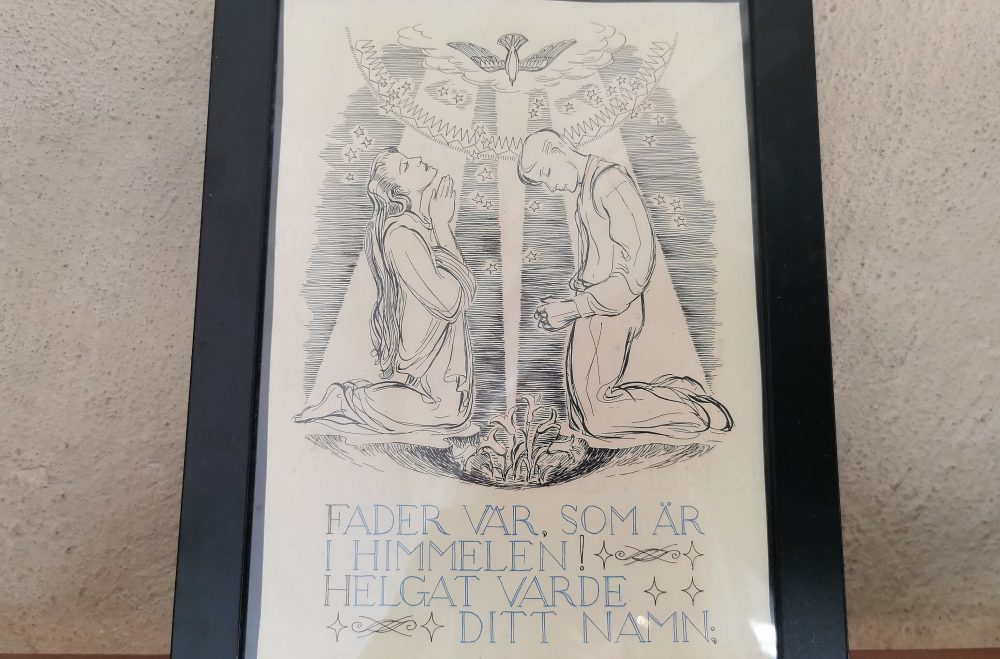 FADER VÅR, SOM ÄR
I HIMMELEN!
HELGAT VARDE
DITT NAMN;